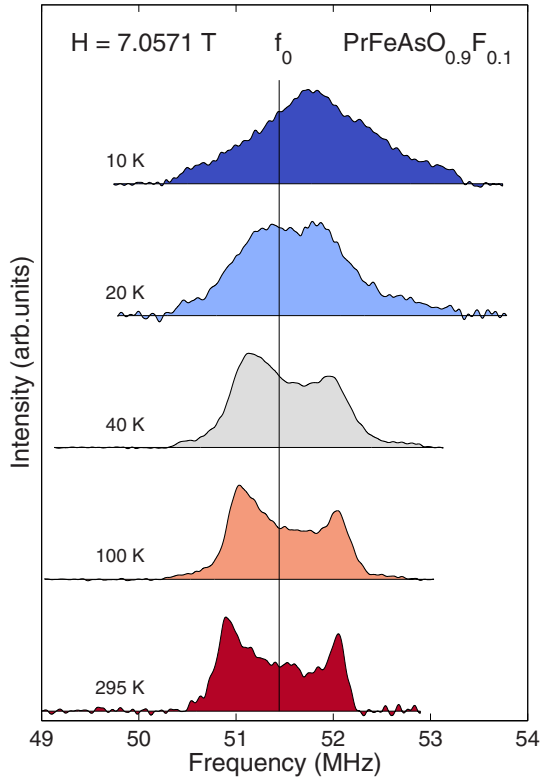 H = 7.0571 T f₀ PrFeAsO₀.₉F₀.₁
10 K
20 K
40 K
100 K
295 K
Intensity (arb.units)
49 50 51 52 53 54
Frequency (MHz)